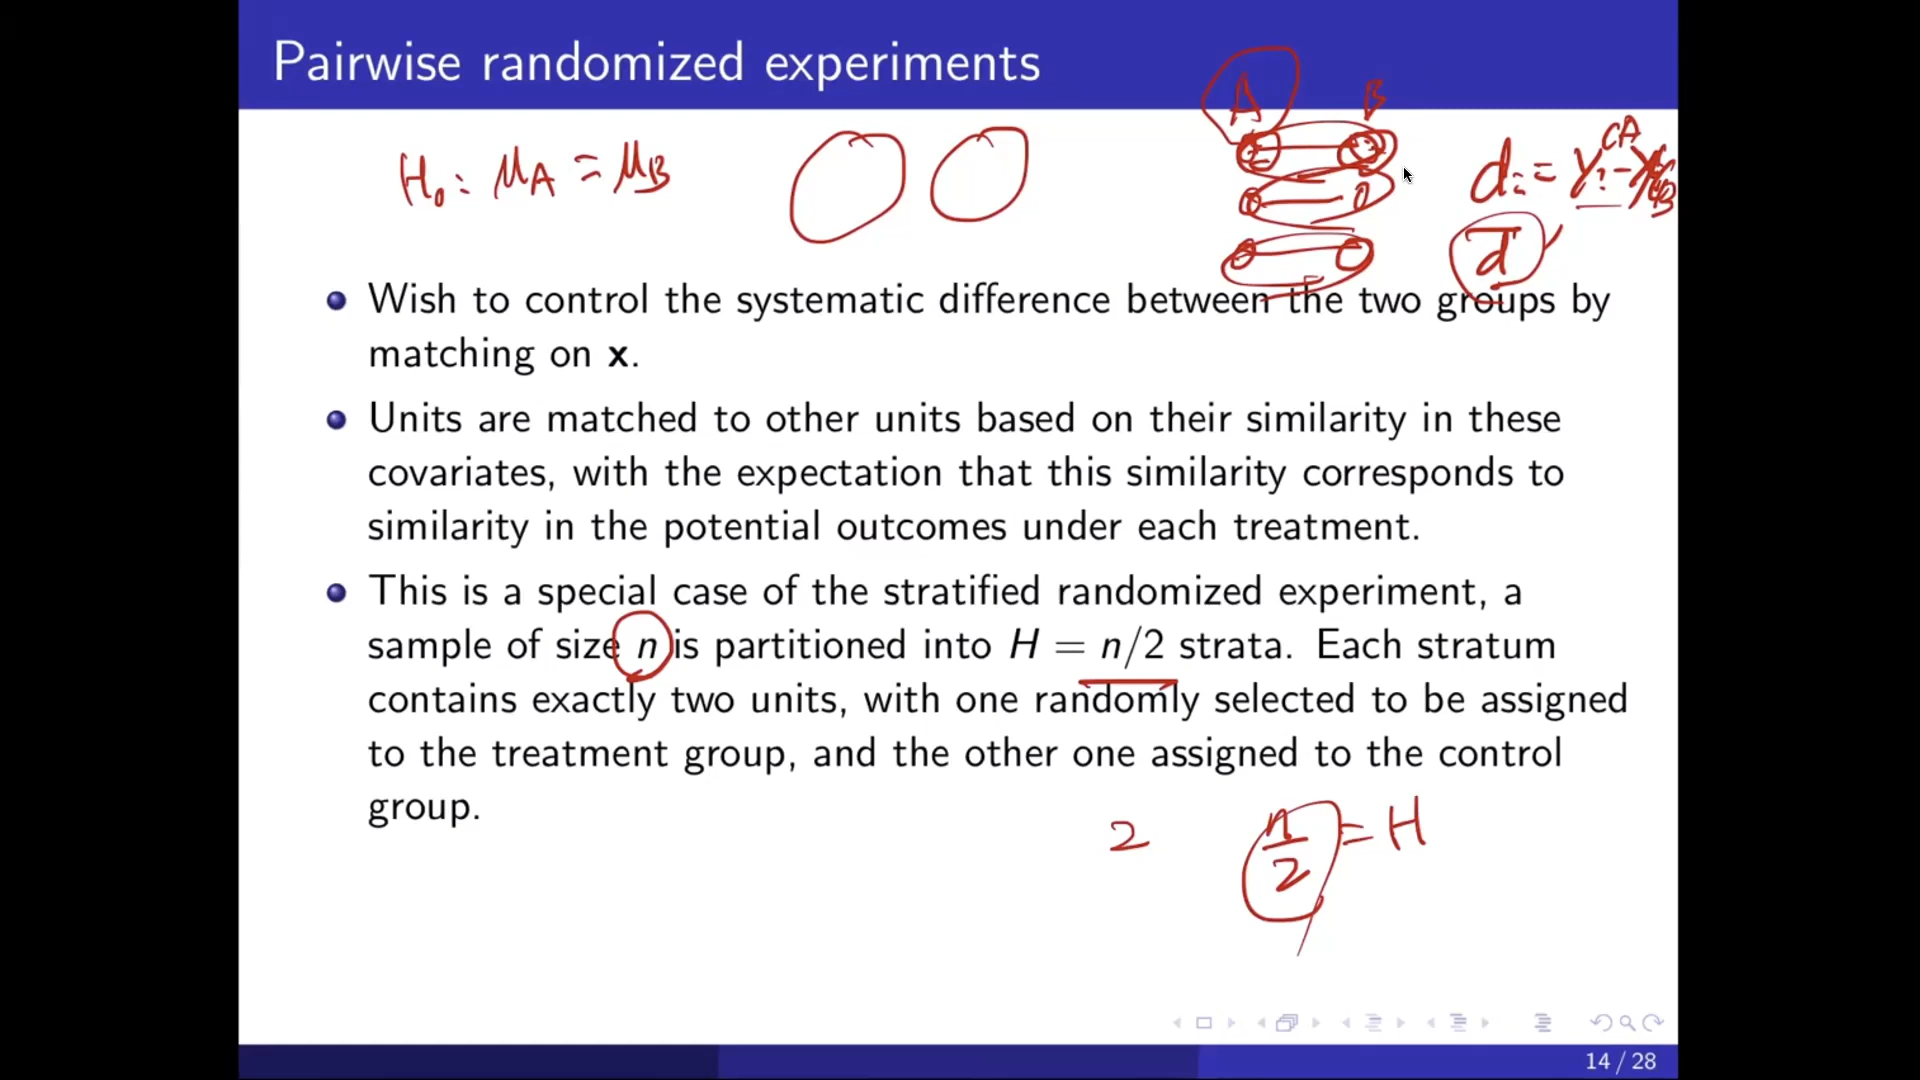 Pairwise randomized experiments
A B
H₀: μA = μB
dᵢ =
d̄
Wish to control the systematic difference between the two groups by
matching on x.
Units are matched to other units based on their similarity in these
covariates, with the expectation that this similarity corresponds to
similarity in the potential outcomes under each treatment.
This is a special case of the stratified randomized experiment, a
sample of size n is partitioned into H = n/2 strata. Each stratum
contains exactly two units, with one randomly selected to be assigned
to the treatment group, and the other one assigned to the control
group.
2 n/2 = H
14 / 28